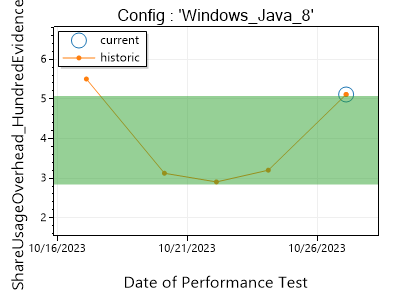 Config : 'Windows_Java_8'
current
historic
ShareUsageOverhead_HundredEvidence
6
5
4
3
2
10/16/2023
10/21/2023
10/26/2023
Date of Performance Test